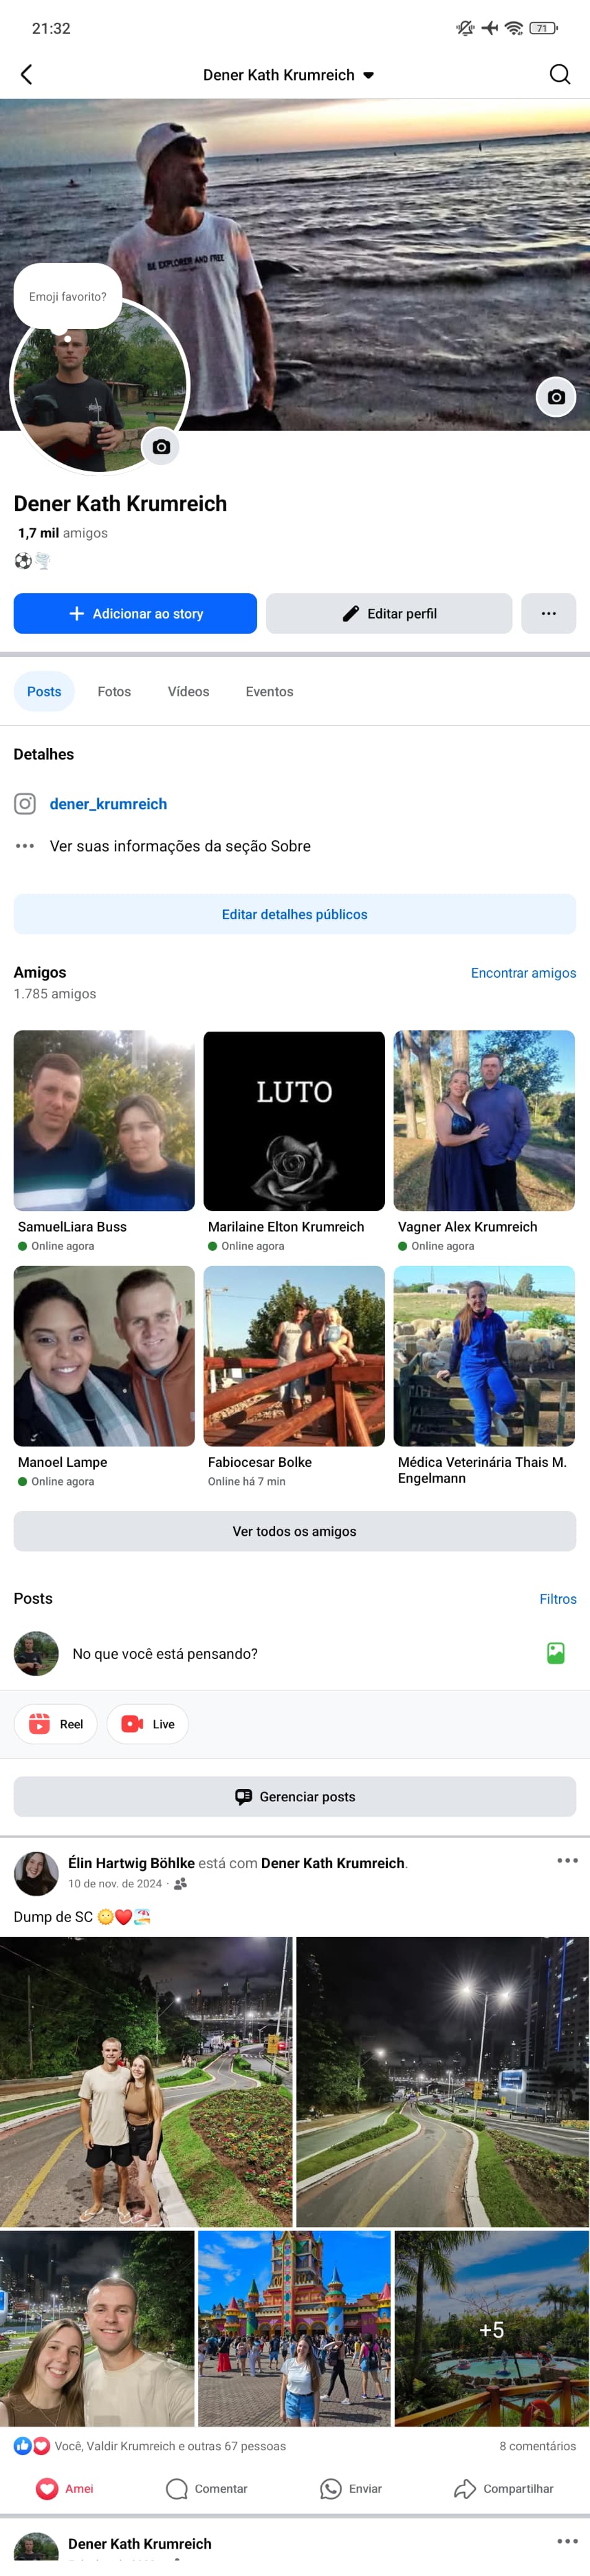 21:32
71
Dener Kath Krumreich
BE EXPLORER AND FREE
Emoji favorito?
Dener Kath Krumreich
1,7 mil amigos
⚽🌪️
Adicionar ao story
Editar perfil
Posts
Fotos
Vídeos
Eventos
Detalhes
dener_krumreich
Ver suas informações da seção Sobre
Editar detalhes públicos
Amigos
Encontrar amigos
1.785 amigos
LUTO
SamuelLiara Buss
Marilaine Elton Krumreich
Vagner Alex Krumreich
Online agora
Online agora
Online agora
Manoel Lampe
Fabiocesar Bolke
Médica Veterinária Thais M.
Engelmann
Online agora
Online há 7 min
Ver todos os amigos
Posts
Filtros
No que você está pensando?
Reel
Live
Gerenciar posts
Élin Hartwig Böhlke está com Dener Kath Krumreich.
10 de nov. de 2024 ·
Dump de SC 🌝❤️🏖️
+5
Você, Valdir Krumreich e outras 67 pessoas
8 comentários
Amei
Comentar
Enviar
Compartilhar
Dener Kath Krumreich